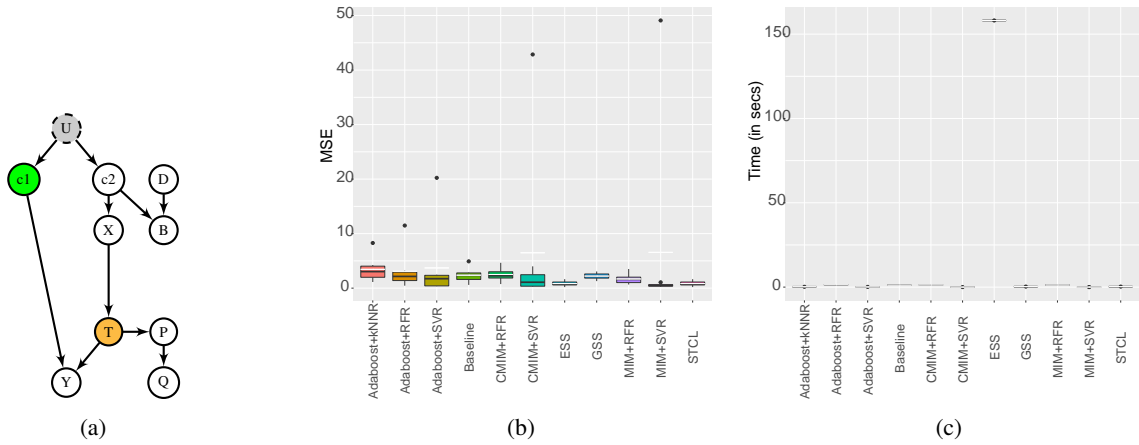 U
c1
c2
D
X
B
T
P
Y
Q
(a)
MSE
50
40
30
20
10
0
Adaboost+kNNR
Adaboost+RFR
Adaboost+SVR
Baseline
CMIM+RFR
CMIM+SVR
ESS
GSS
MIM+RFR
MIM+SVR
STCL
(b)
Time (in secs)
150
100
50
0
Adaboost+kNNR
Adaboost+RFR
Adaboost+SVR
Baseline
CMIM+RFR
CMIM+SVR
ESS
GSS
MIM+RFR
MIM+SVR
STCL
(c)